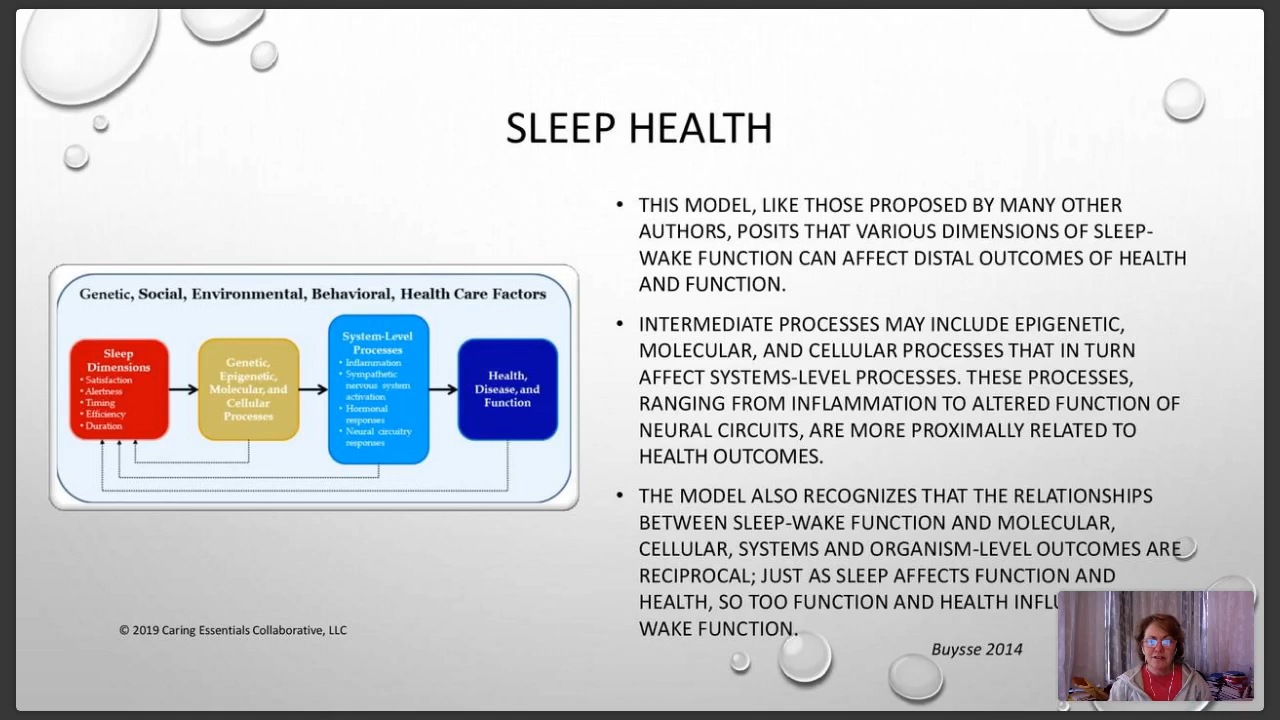 SLEEP HEALTH
Genetic, Social, Environmental, Behavioral, Health Care Factors
Sleep
Dimensions
• Satisfaction
• Alertness
• Timing
• Efficiency
• Duration
Genetic,
Epigenetic,
Molecular, and
Cellular
Processes
System-Level
Processes
• Inflammation
• Sympathetic
nervous system
activation
• Hormonal
responses
• Neural circuitry
responses
Health,
Disease, and
Function
• THIS MODEL, LIKE THOSE PROPOSED BY MANY OTHER
AUTHORS, POSITS THAT VARIOUS DIMENSIONS OF SLEEP-
WAKE FUNCTION CAN AFFECT DISTAL OUTCOMES OF HEALTH
AND FUNCTION.
• INTERMEDIATE PROCESSES MAY INCLUDE EPIGENETIC,
MOLECULAR, AND CELLULAR PROCESSES THAT IN TURN
AFFECT SYSTEMS-LEVEL PROCESSES. THESE PROCESSES,
RANGING FROM INFLAMMATION TO ALTERED FUNCTION OF
NEURAL CIRCUITS, ARE MORE PROXIMALLY RELATED TO
HEALTH OUTCOMES.
• THE MODEL ALSO RECOGNIZES THAT THE RELATIONSHIPS
BETWEEN SLEEP-WAKE FUNCTION AND MOLECULAR,
CELLULAR, SYSTEMS AND ORGANISM-LEVEL OUTCOMES ARE
RECIPROCAL; JUST AS SLEEP AFFECTS FUNCTION AND
HEALTH, SO TOO FUNCTION AND HEALTH
WAKE FUNCTION.
Buysse 2014
© 2019 Caring Essentials Collaborative, LLC